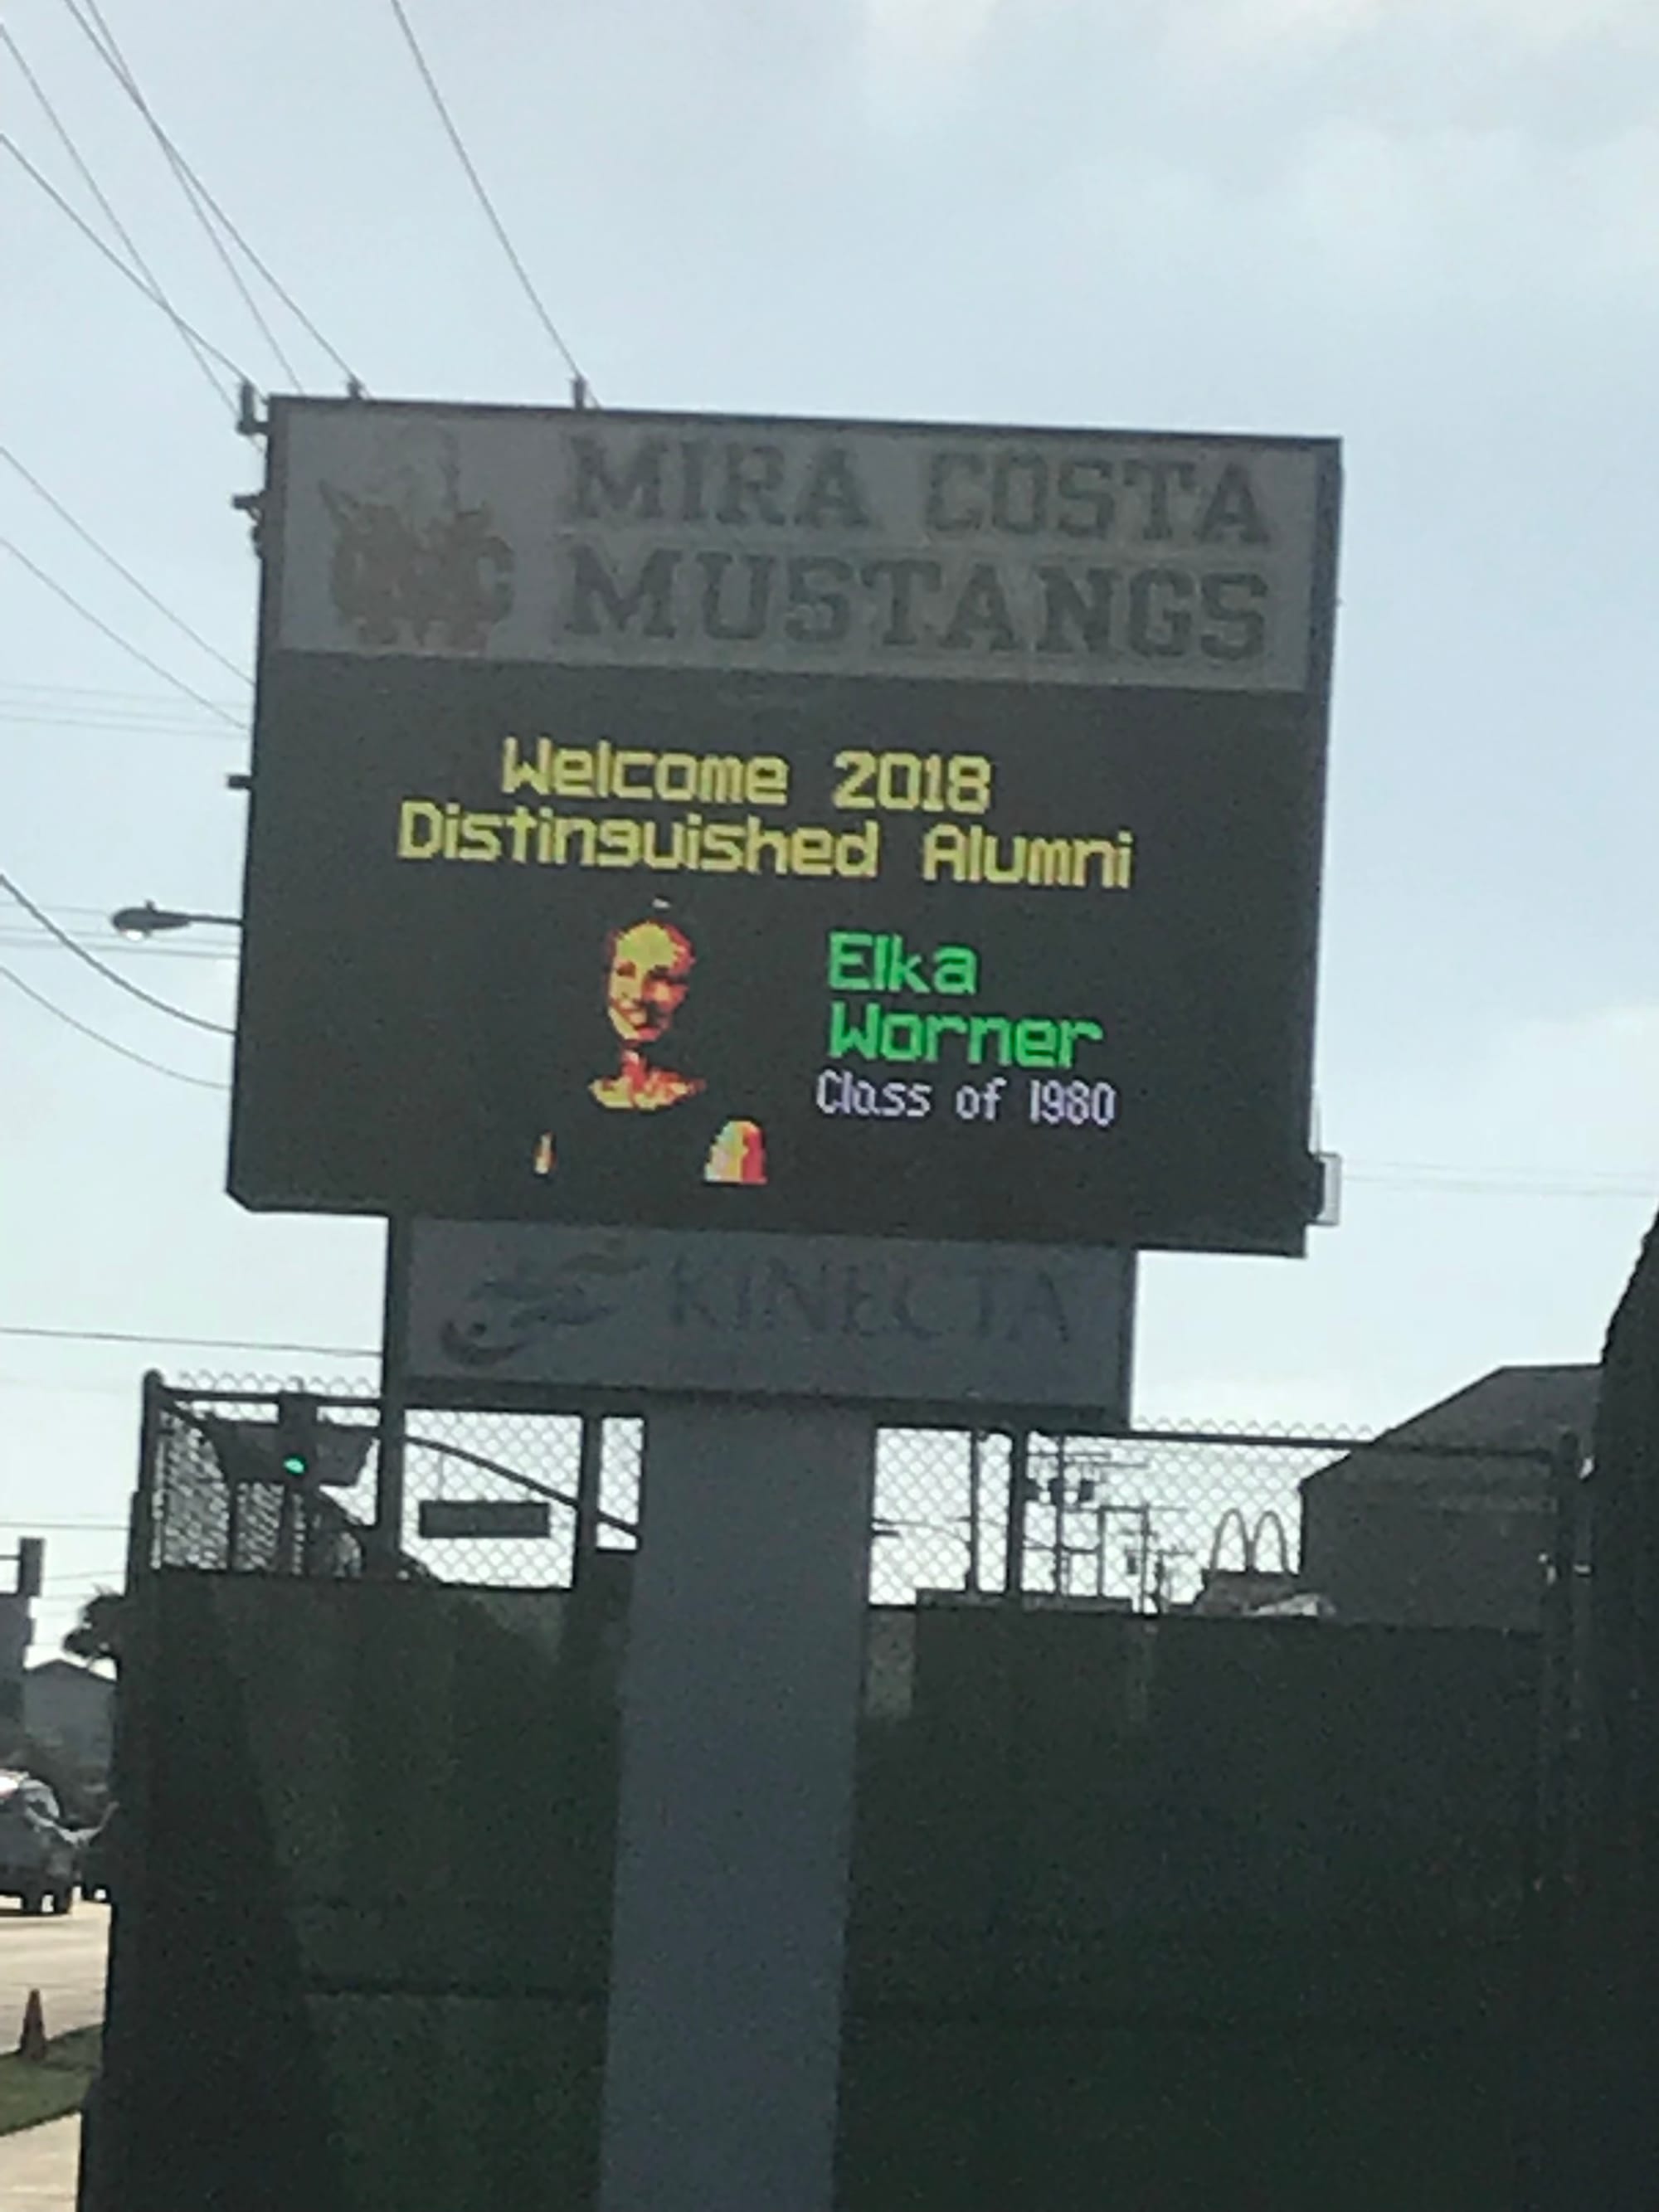 MIRA COSTA
MUSTANGS
Welcome 2018
Distinguished Alumni
Elka
Worner
Class of 1980
KINECTA